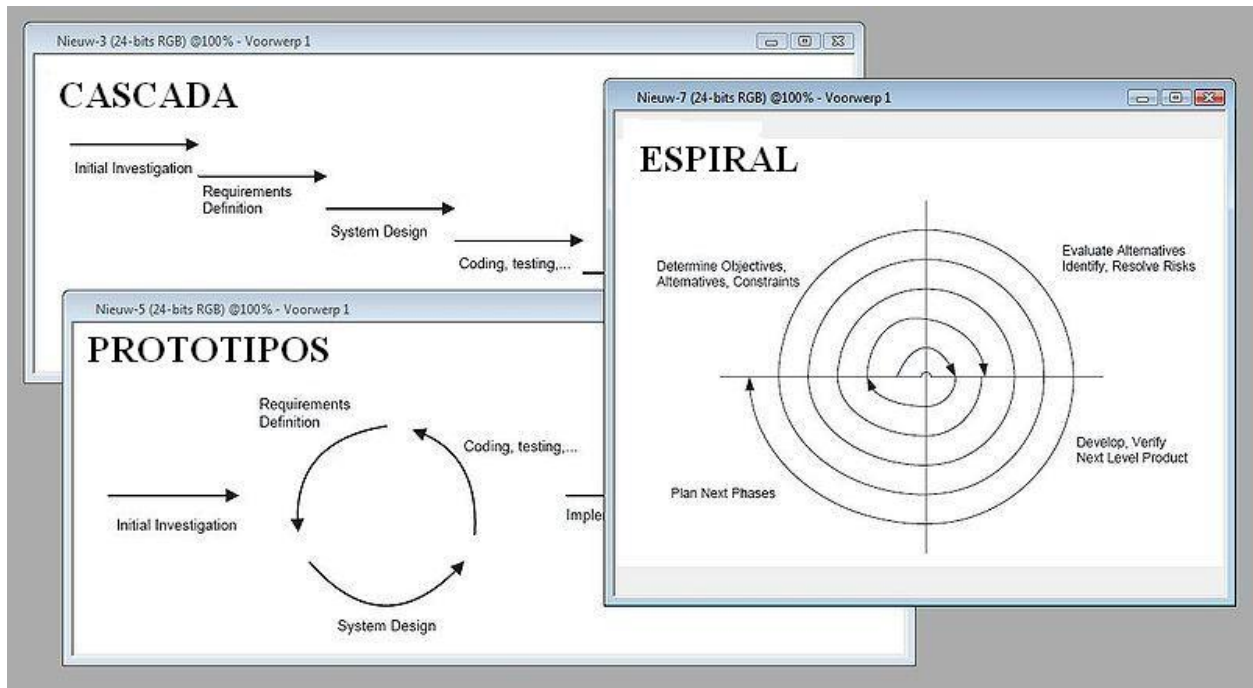 Nieuw-3 (24-bits RGB) @100% - Voorwerp 1
CASCADA
Initial Investigation
Requirements
Definition
System Design
Coding, testing,...
Nieuw-5 (24-bits RGB) @100% - Voorwerp 1
PROTOTIPOS
Requirements
Definition
Coding, testing,...
Initial Investigation
System Design
Nieuw-7 (24-bits RGB) @100% - Voorwerp 1
ESPIRAL
Determine Objectives,
Alternatives, Constraints
Evaluate Alternatives
Identify, Resolve Risks
Develop, Verify
Next Level Product
Plan Next Phases